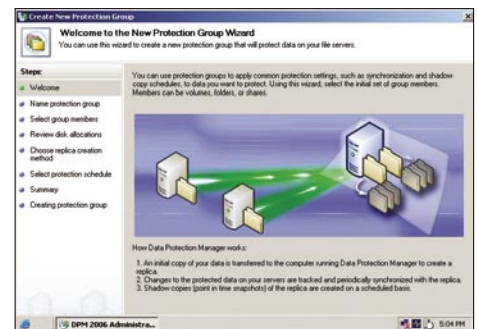 Create New Protection Group
Welcome to the New Protection Group Wizard
You can use this wizard to create a new protection group that will protect data on your file servers.
Steps:
Welcome
Name protection group
Select group members
Review disk allocations
Choose replica creation
method
Select protection schedule
Summary
Creating protection group
You can use protection groups to apply common protection settings, such as synchronization and shadow
copy schedules, to data you want to protect. Using this wizard, select the initial set of group members.
Members can be volumes, folders, or shares.
How Data Protection Manager works:
1. An initial copy of your data is transferred to the computer running Data Protection Manager to create a
replica.
2. Changes to the protected data on your servers are tracked and periodically synchronized with the replica.
3. Shadow copies (point in time snapshots) of the replica are created on a scheduled basis.
DPM 2006 Administra...
5:04 PM